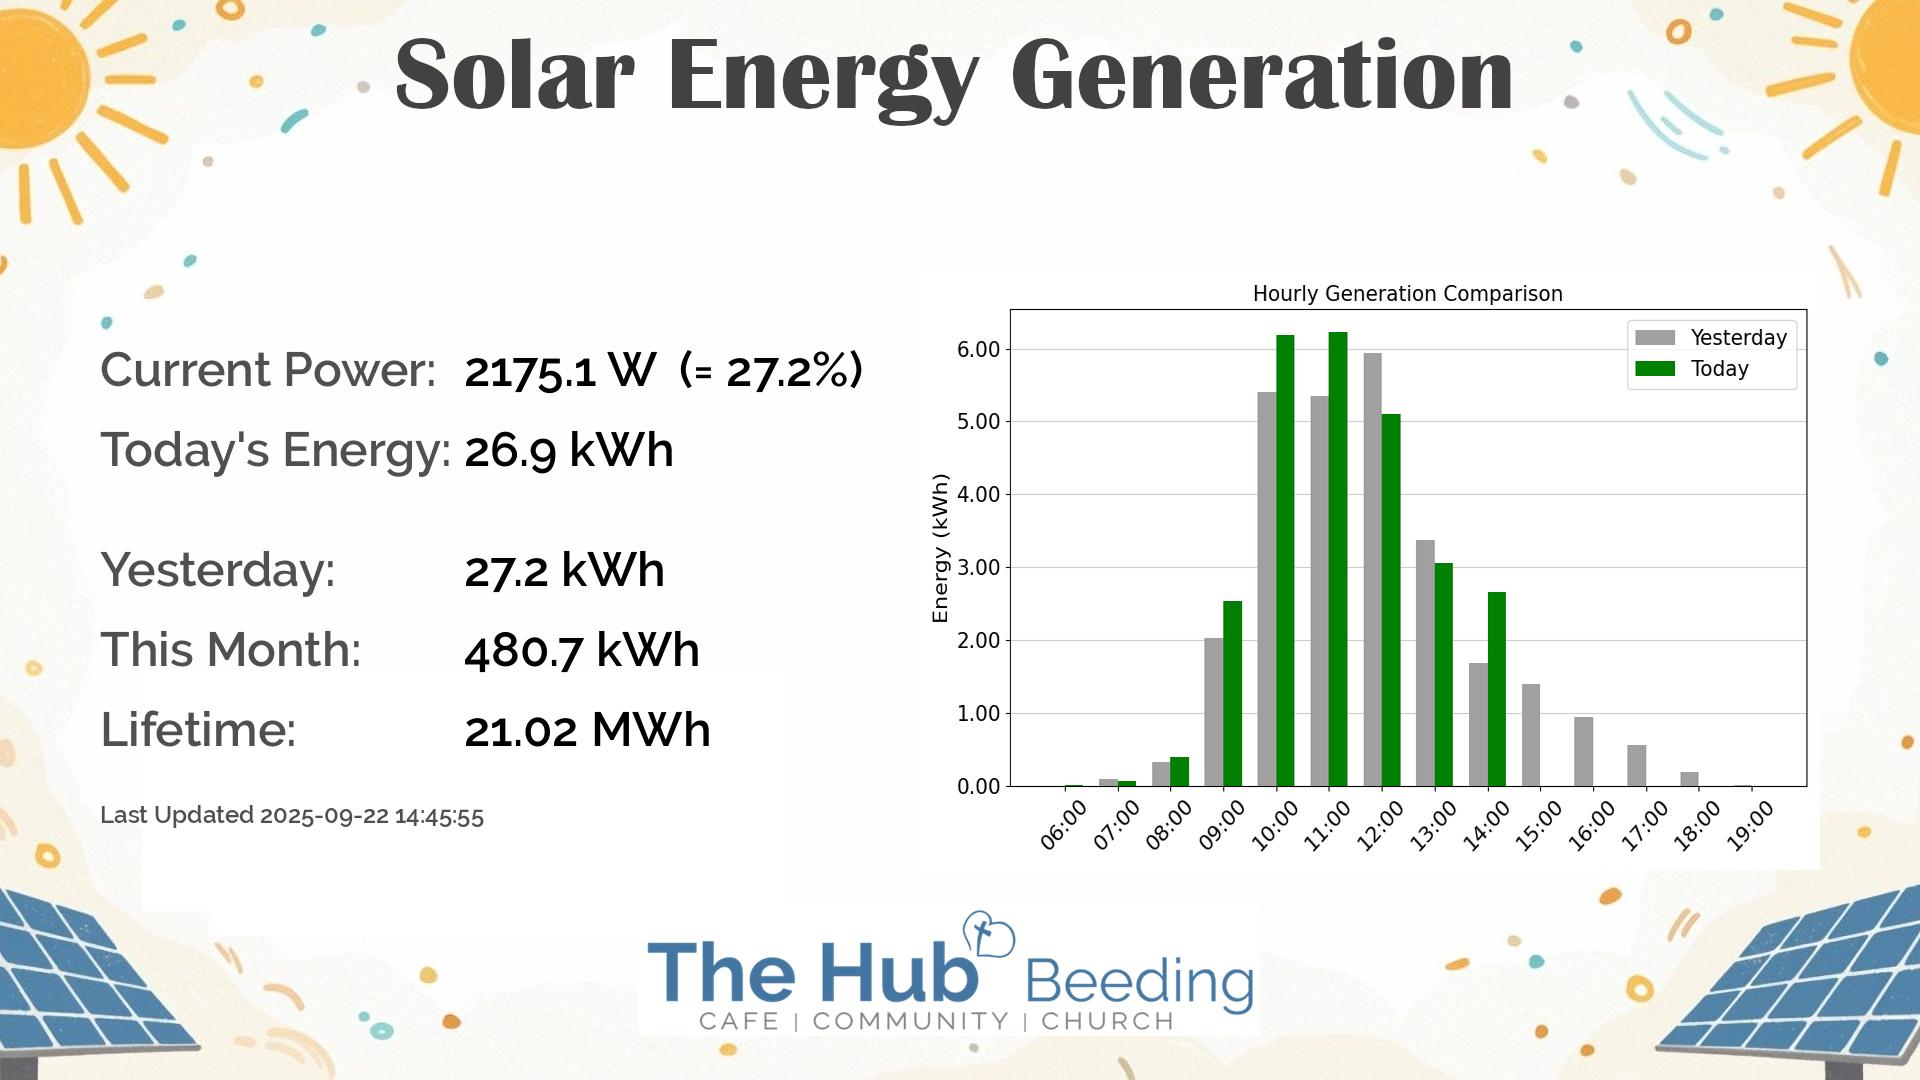 Solar Energy Generation
Current Power: 2175.1 W (= 27.2%)
Today's Energy: 26.9 kWh
Yesterday: 27.2 kWh
This Month: 480.7 kWh
Lifetime: 21.02 MWh
Last Updated 2025-09-22 14:45:55
Hourly Generation Comparison
Yesterday
Today
Energy (kWh)
6.00
5.00
4.00
3.00
2.00
1.00
0.00
06:00 07:00 08:00 09:00 10:00 11:00 12:00 13:00 14:00 15:00 16:00 17:00 18:00 19:00
The Hub Beeding
CAFE | COMMUNITY | CHURCH